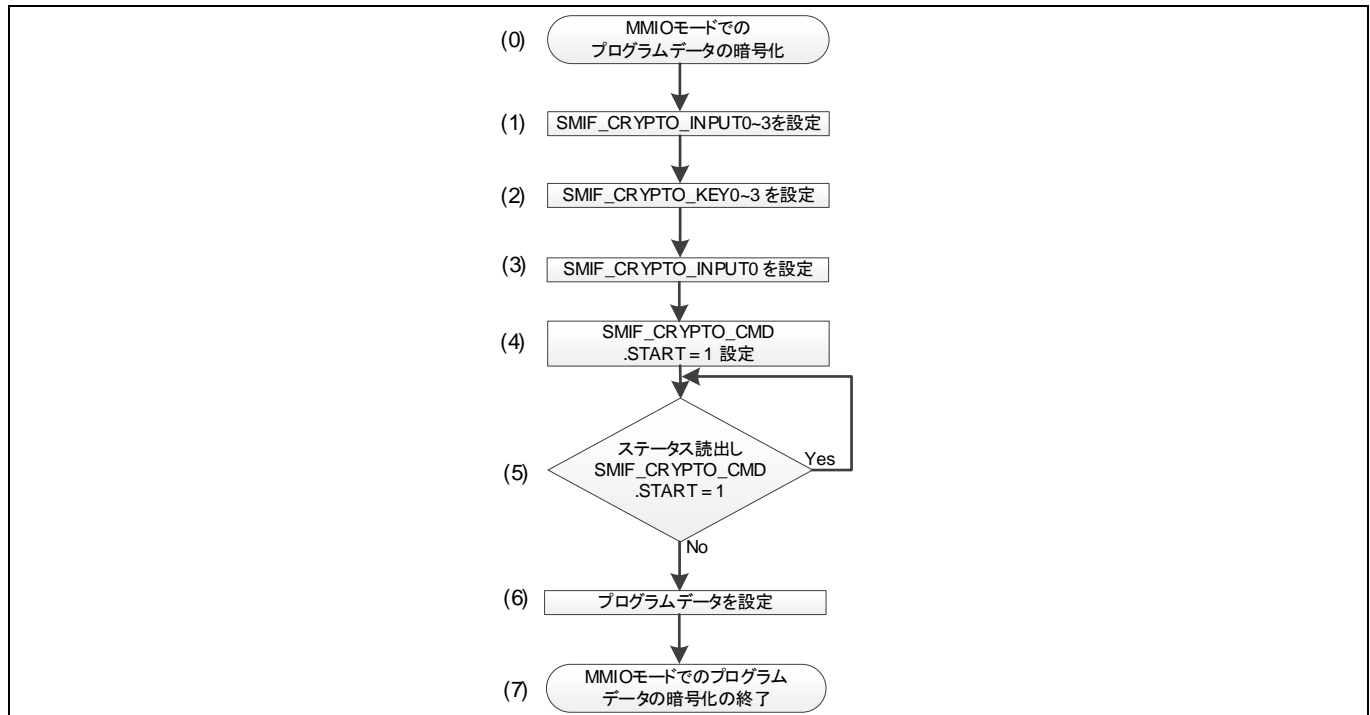 (0)
MMIOモードでの
プログラムデータの暗号化
(1)
SMIF_CRYPTO_INPUT0~3を設定
(2)
SMIF_CRYPTO_KEY0~3 を設定
(3)
SMIF_CRYPTO_INPUT0 を設定
(4)
SMIF_CRYPTO_CMD
.START = 1 設定
(5)
ステータス読出し
SMIF_CRYPTO_CMD
.START = 1
Yes
No
(6)
プログラムデータを設定
(7)
MMIOモードでのプログラム
データの暗号化の終了